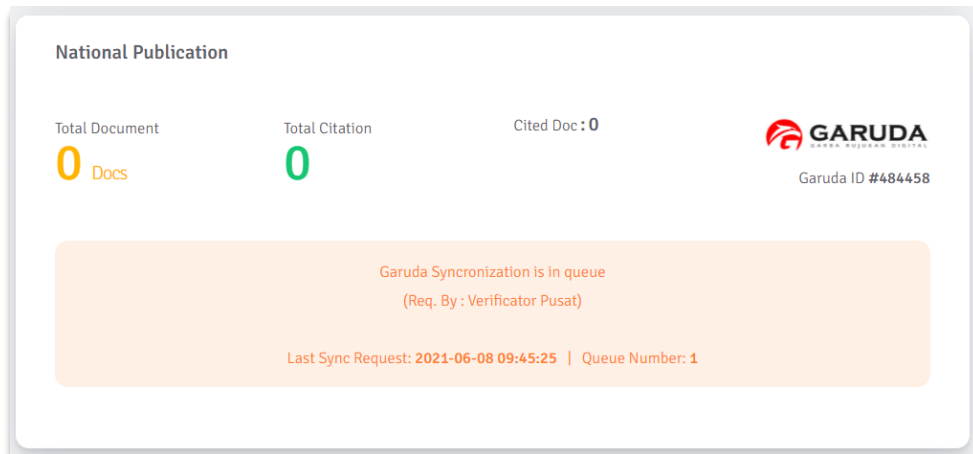 National Publication
Total Document
0 Docs
Total Citation
0
Cited Doc : 0
GARUDA
GARBA RUJUKAN DIGITAL
Garuda ID #484458
Garuda Syncronization is in queue
(Req. By : Verificator Pusat)
Last Sync Request: 2021-06-08 09:45:25 | Queue Number: 1